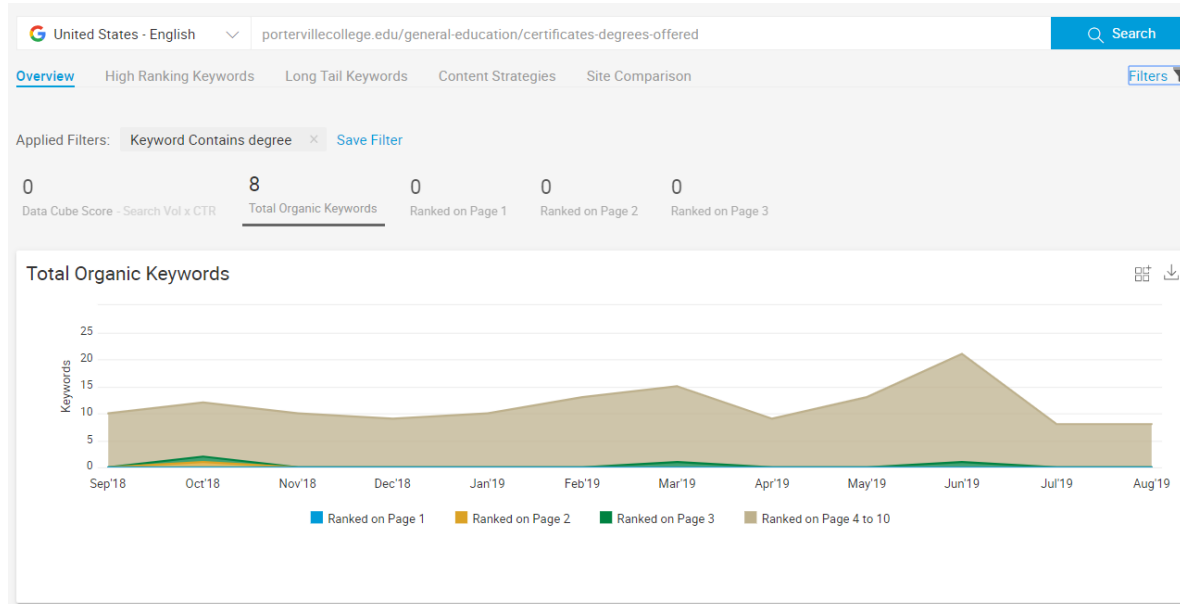 United States - English porterv​illecollege.edu/general-education/certificates-degrees-offered Search
Overview High Ranking Keywords Long Tail Keywords Content Strategies Site Comparison Filters
Applied Filters: Keyword Contains degree × Save Filter
0 8 0 0 0
Data Cube Score - Search Vol x CTR Total Organic Keywords Ranked on Page 1 Ranked on Page 2 Ranked on Page 3
Total Organic Keywords
Keywords
25
20
15
10
5
0
Sep'18 Oct'18 Nov'18 Dec'18 Jan'19 Feb'19 Mar'19 Apr'19 May'19 Jun'19 Jul'19 Aug'19
Ranked on Page 1 Ranked on Page 2 Ranked on Page 3 Ranked on Page 4 to 10